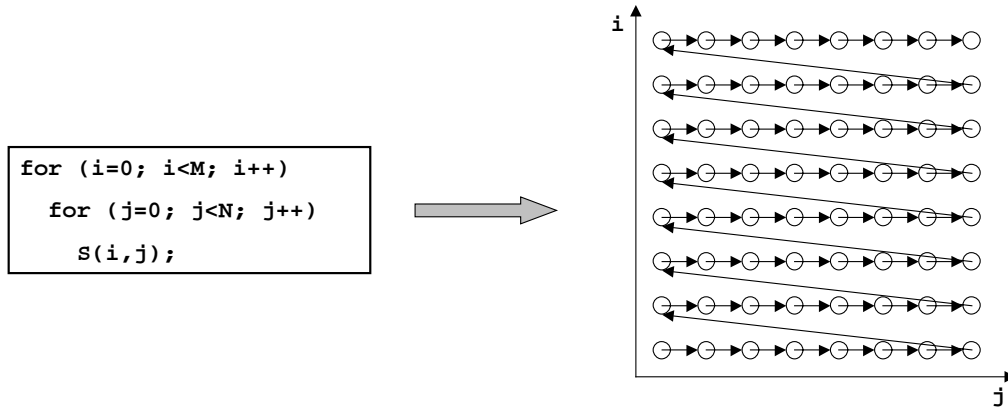 for (i=0; i<M; i++)
for (j=0; j<N; j++)
S(i,j);
i
j